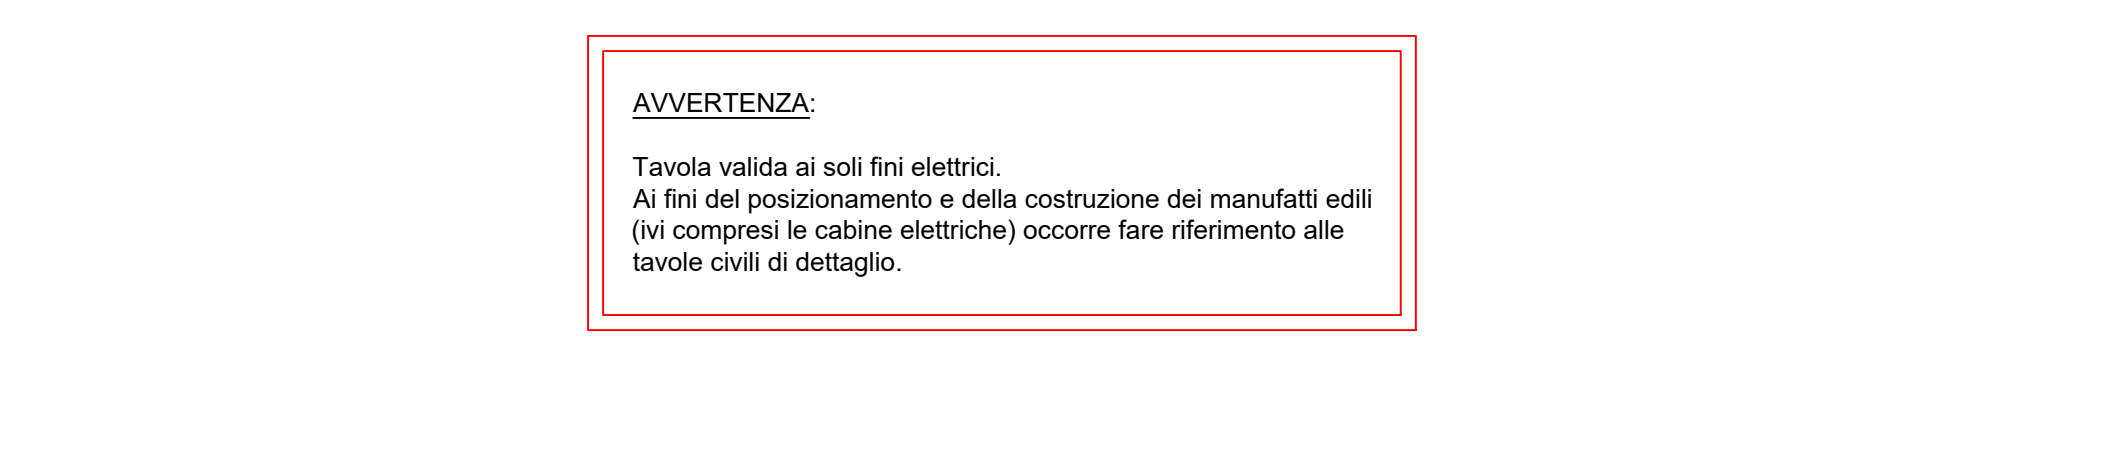 AVVERTENZA:
Tavola valida ai soli fini elettrici.
Ai fini del posizionamento e della costruzione dei manufatti edili
(ivi compresi le cabine elettriche) occorre fare riferimento alle
tavole civili di dettaglio.